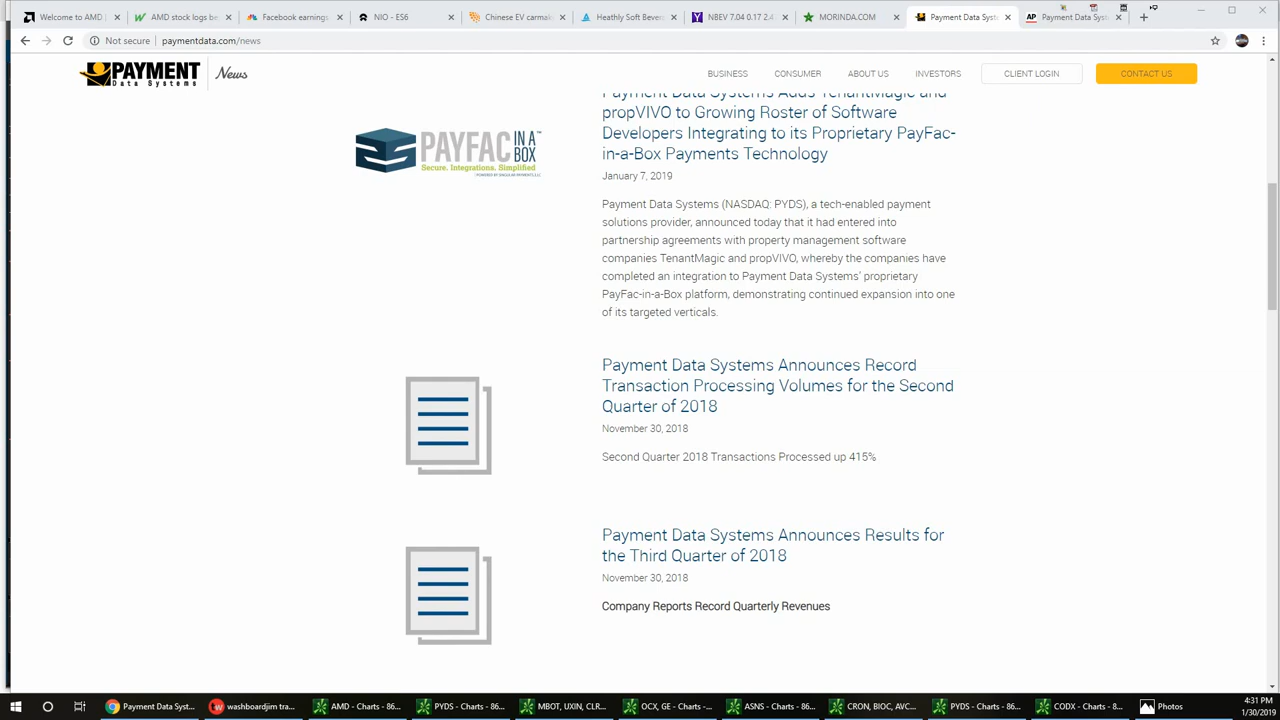 Welcome to AMD |
AMD stock logs be
Facebook earnings
NIO - ES6
Chinese EV carmak
Heathly Soft Bever
NBEV 7.04 0.17 2.4
MORINDA.COM
Payment Data Syst
Payment Data Syst
Not secure | paymentdata.com/news
PAYMENT
Data Systems
News
BUSINESS
CONSUMER
ABOUT US
INVESTORS
CLIENT LOGIN
CONTACT US
Payment Data Systems Adds TenantMagic and
propVIVO to Growing Roster of Software
Developers Integrating to its Proprietary PayFac-
in-a-Box Payments Technology
PAYFAC IN A BOX™
Secure. Integrations. Simplified
POWERED BY SINGULAR PAYMENTS, LLC
January 7, 2019
Payment Data Systems (NASDAQ: PYDS), a tech-enabled payment
solutions provider, announced today that it had entered into
partnership agreements with property management software
companies TenantMagic and propVIVO, whereby the companies have
completed an integration to Payment Data Systems' proprietary
PayFac-in-a-Box platform, demonstrating continued expansion into one
of its targeted verticals.
Payment Data Systems Announces Record
Transaction Processing Volumes for the Second
Quarter of 2018
November 30, 2018
Second Quarter 2018 Transactions Processed up 415%
Payment Data Systems Announces Results for
the Third Quarter of 2018
November 30, 2018
Company Reports Record Quarterly Revenues
Payment Data Syst...
washboardjim tra...
AMD - Charts - 86...
PYDS - Charts - 86...
MBOT, UXIN, CLR...
QQQ, GE - Charts -...
ASNS - Charts - 86...
CRON, BIOC, AVC...
PYDS - Charts - 86...
CODX - Charts - 8...
Photos
4:31 PM
1/30/2019